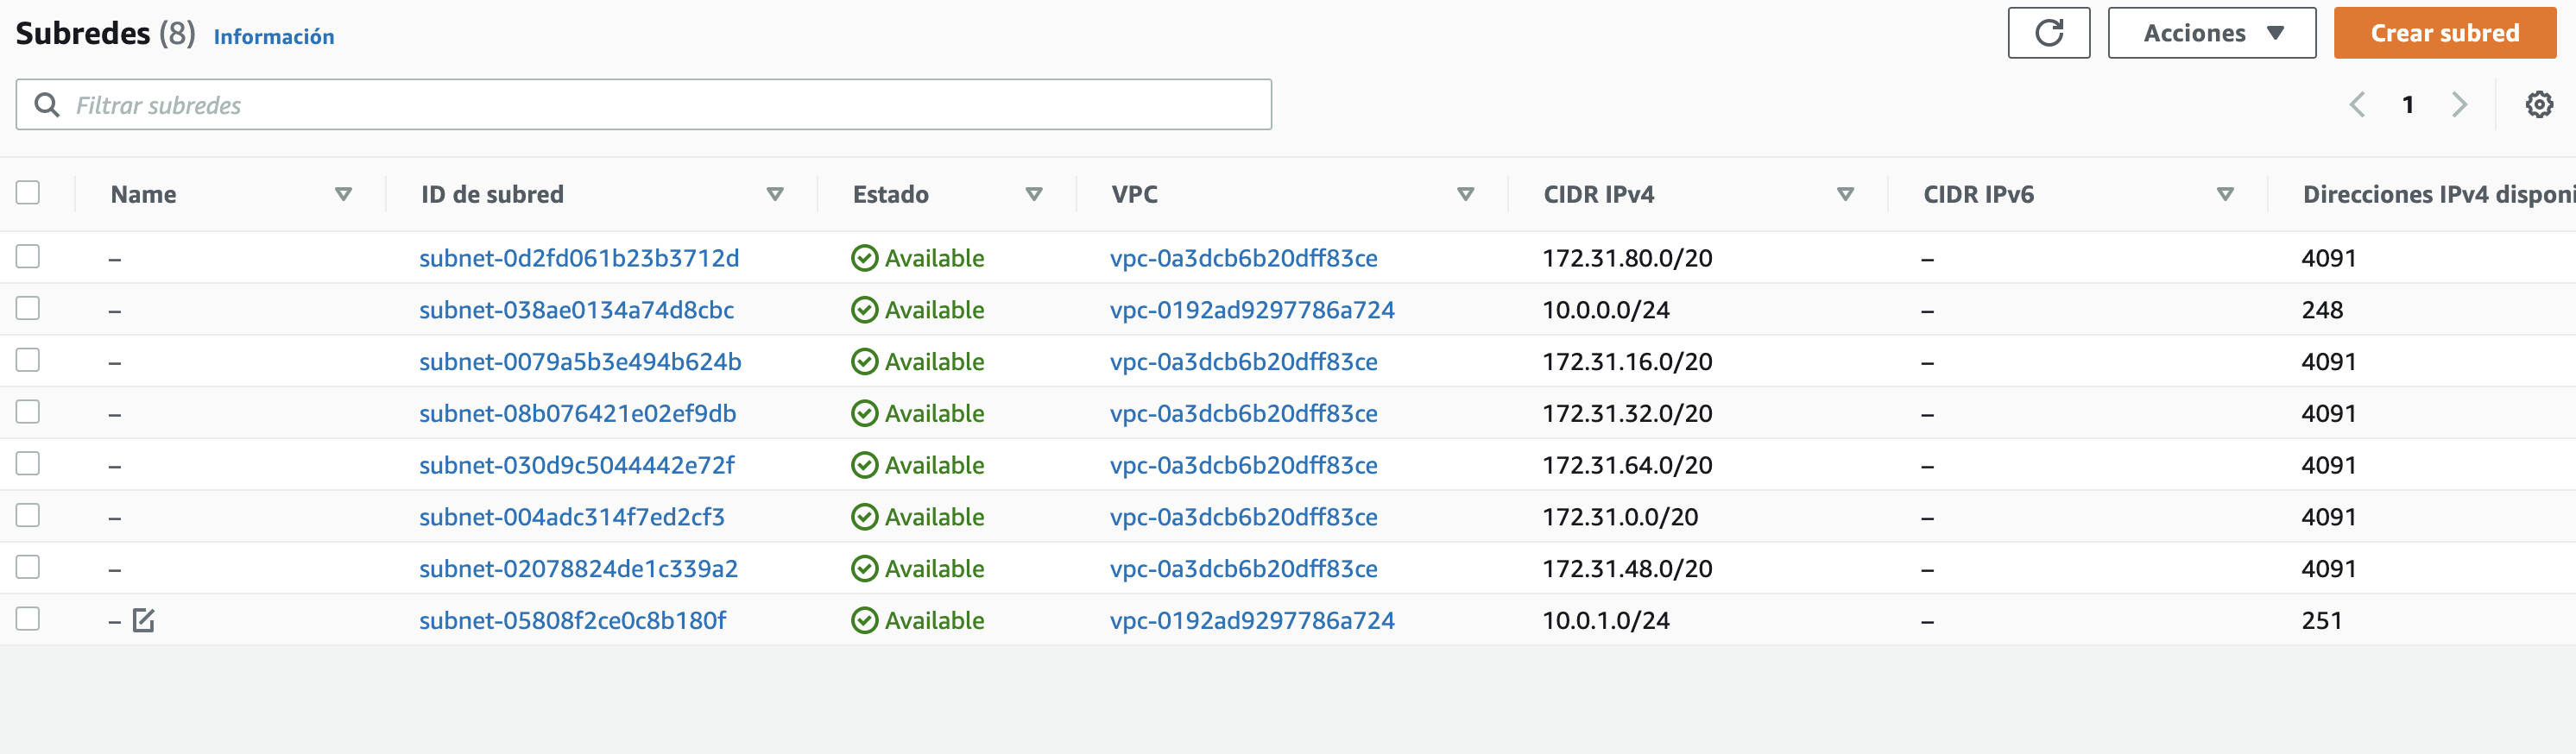 Subredes (8) Información
Acciones
Crear subred
Filtrar subredes
1
Name ID de subred Estado VPC CIDR IPv4 CIDR IPv6 Direcciones IPv4 disponi
– subnet-0d2fd061b23b3712d Available vpc-0a3dcb6b20dff83ce 172.31.80.0/20 – 4091
– subnet-038ae0134a74d8cbc Available vpc-0192ad9297786a724 10.0.0.0/24 – 248
– subnet-0079a5b3e494b624b Available vpc-0a3dcb6b20dff83ce 172.31.16.0/20 – 4091
– subnet-08b076421e02ef9db Available vpc-0a3dcb6b20dff83ce 172.31.32.0/20 – 4091
– subnet-030d9c5044442e72f Available vpc-0a3dcb6b20dff83ce 172.31.64.0/20 – 4091
– subnet-004adc314f7ed2cf3 Available vpc-0a3dcb6b20dff83ce 172.31.0.0/20 – 4091
– subnet-02078824de1c339a2 Available vpc-0a3dcb6b20dff83ce 172.31.48.0/20 – 4091
– subnet-05808f2ce0c8b180f Available vpc-0192ad9297786a724 10.0.1.0/24 – 251